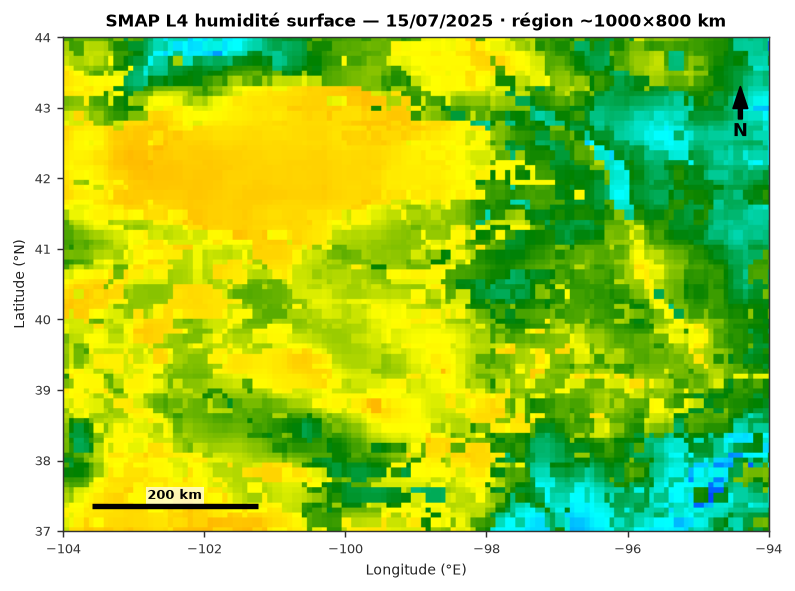 SMAP L4 humidité surface — 15/07/2025 · région ~1000×800 km
44
43
42
41
40
39
38
37
Latitude (°N)
N
200 km
−104
−102
−100
−98
−96
−94
Longitude (°E)